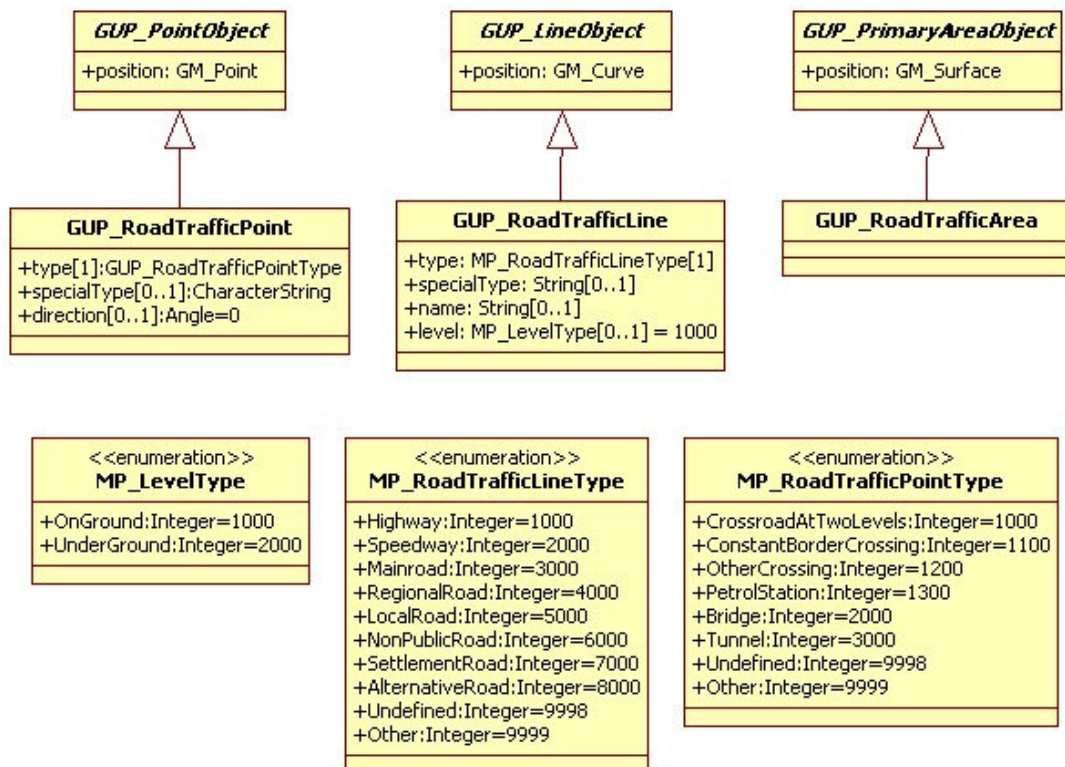 GUP_PointObject
+position: GM_Point
GUP_LineObject
+position: GM_Curve
GUP_PrimaryAreaObject
+position: GM_Surface
GUP_RoadTrafficPoint
+type[1]:GUP_RoadTrafficPointType
+specialType[0..1]:CharacterString
+direction[0..1]:Angle=0
GUP_RoadTrafficLine
+type: MP_RoadTrafficLineType[1]
+specialType: String[0..1]
+name: String[0..1]
+level: MP_LevelType[0..1] = 1000
GUP_RoadTrafficArea
<<enumeration>>
MP_LevelType
+OnGround:Integer=1000
+UnderGround:Integer=2000
<<enumeration>>
MP_RoadTrafficLineType
+Highway:Integer=1000
+Speedway:Integer=2000
+Mainroad:Integer=3000
+RegionalRoad:Integer=4000
+LocalRoad:Integer=5000
+NonPublicRoad:Integer=6000
+SettlementRoad:Integer=7000
+AlternativeRoad:Integer=8000
+Undefined:Integer=9998
+Other:Integer=9999
<<enumeration>>
MP_RoadTrafficPointType
+CrossroadAtTwoLevels:Integer=1000
+ConstantBorderCrossing:Integer=1100
+OtherCrossing:Integer=1200
+PetrolStation:Integer=1300
+Bridge:Integer=2000
+Tunnel:Integer=3000
+Undefined:Integer=9998
+Other:Integer=9999